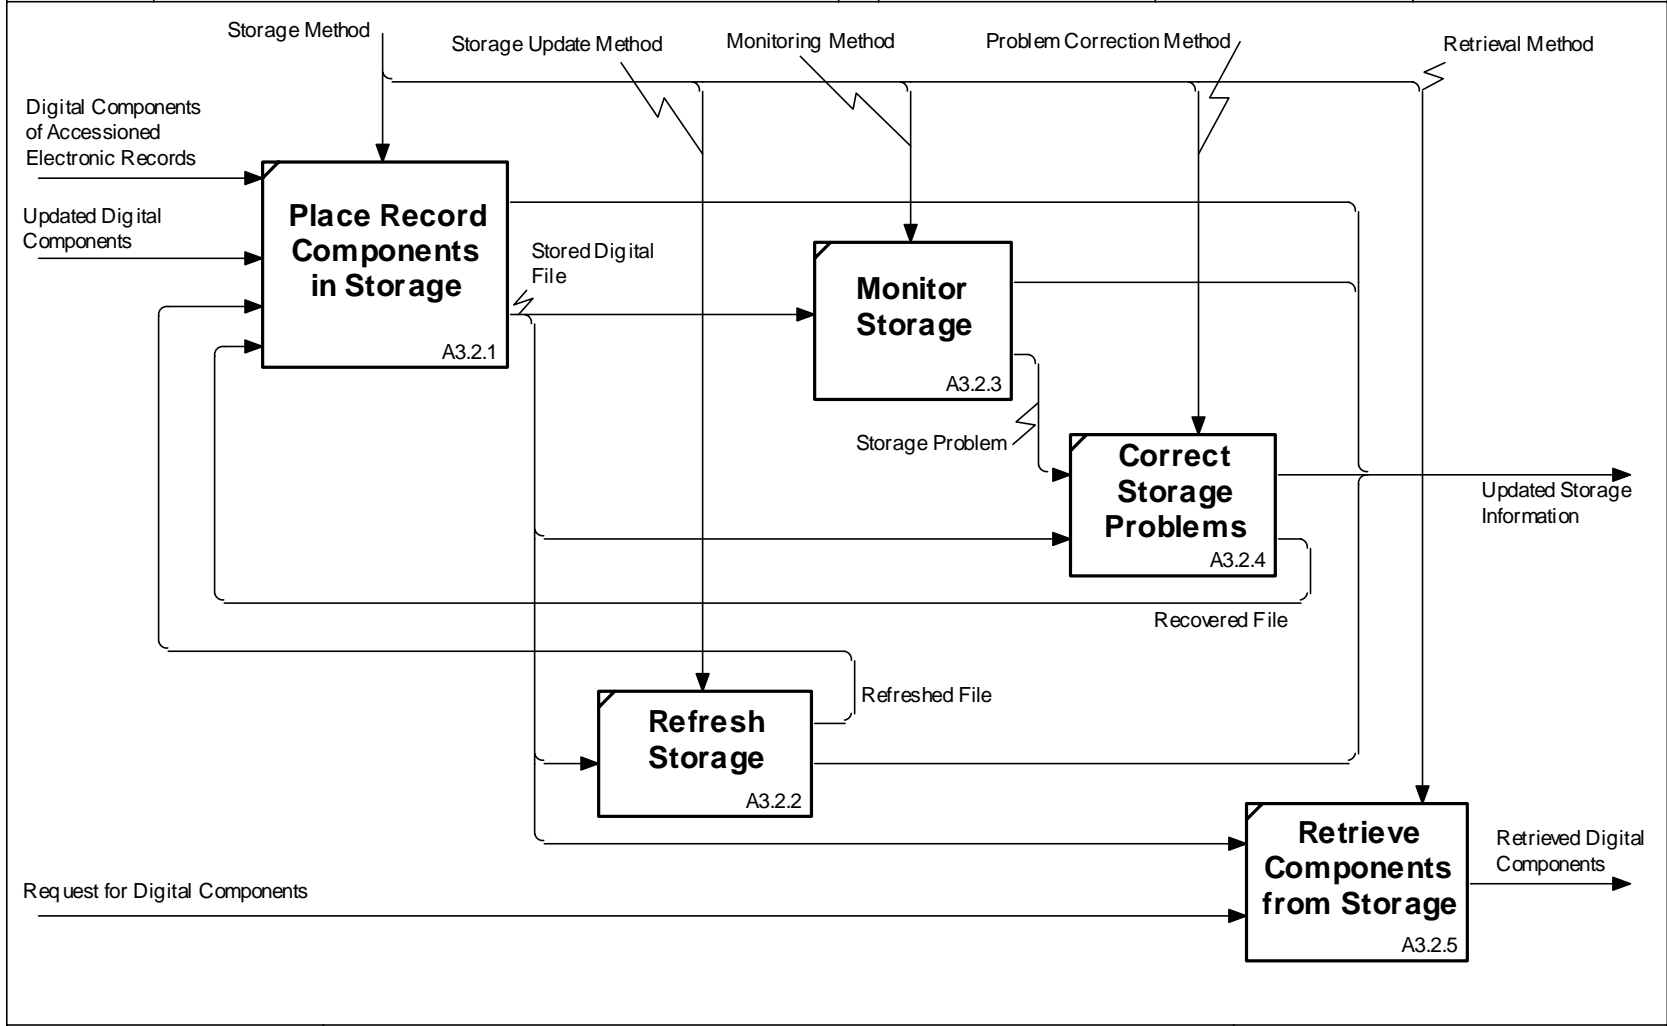 Storage Method
Storage Update Method
Monitoring Method
Problem Correction Method
Retrieval Method
Digital Components
of Accessioned
Electronic Records
Updated Digital
Components
Place Record
Components
in Storage
A3.2.1
Stored Digital
File
Monitor
Storage
A3.2.3
Storage Problem
Correct
Storage
Problems
A3.2.4
Updated Storage
Information
Recovered File
Refreshed File
Refresh
Storage
A3.2.2
Retrieve
Components
from Storage
A3.2.5
Retrieved Digital
Components
Request for Digital Components